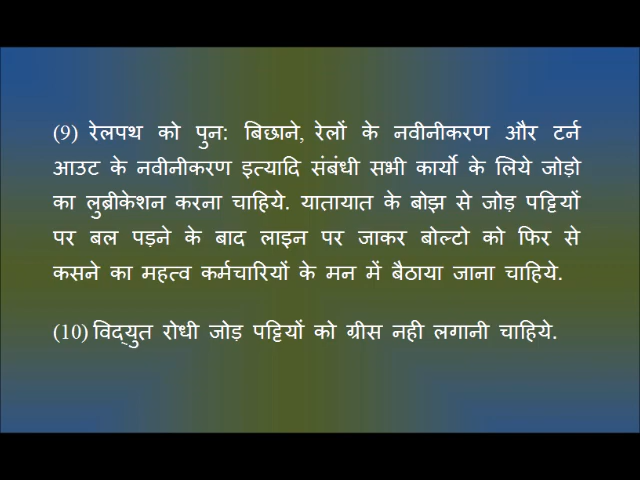 (9) रेलपथ को पुन: बिछाने, रेलों के नवीनीकरण और टर्न
आउट के नवीनीकरण इत्यादि संबंधी सभी कार्यो के लिये जोड़ो
का लुब्रीकेशन करना चाहिये. यातायात के बोझ से जोड़ पट्टियों
पर बल पड़ने के बाद लाइन पर जाकर बोल्टो को फिर से
कसने का महत्व कर्मचारियों के मन में बैठाया जाना चाहिये.
(10) विद्‌युत रोधी जोड़ पट्टियों को ग्रीस नही लगानी चाहिये.